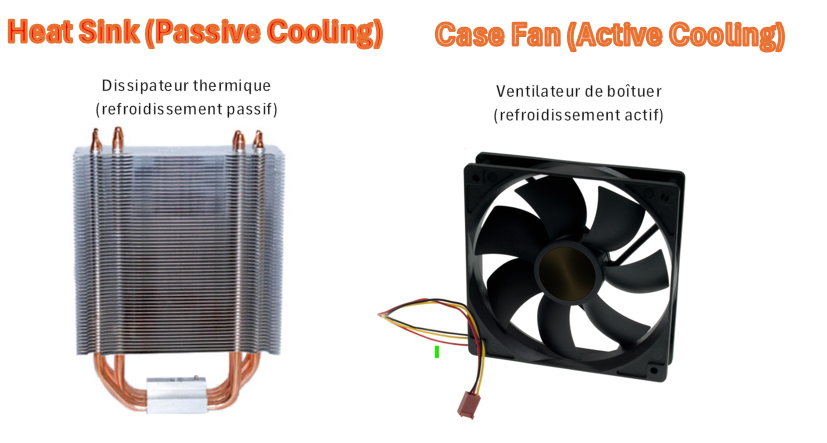 Heat Sink (Passive Cooling)
Dissipateur thermique
(refroidissement passif)
Case Fan (Active Cooling)
Ventilateur de boîtuer
(refroidissement actif)